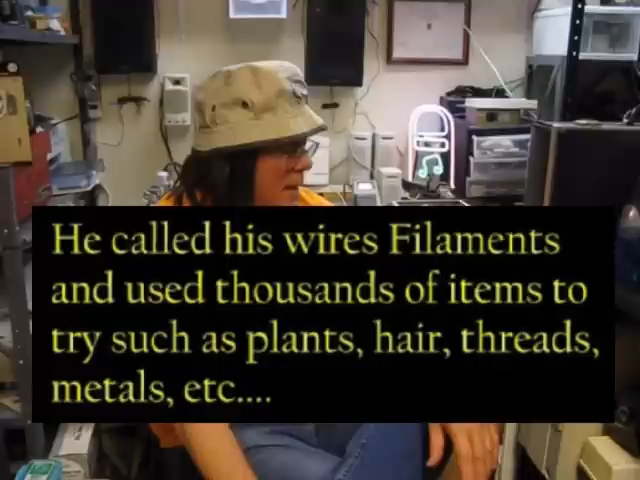 He called his wires Filaments
and used thousands of items to
try such as plants, hair, threads,
metals, etc....